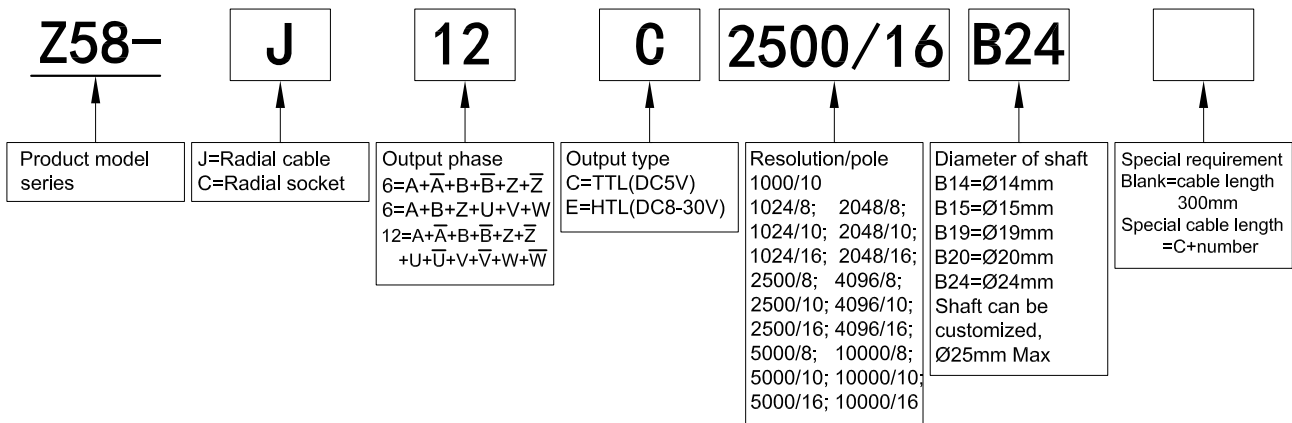 Z58- J 12 C 2500/16 B24
Product model
series
J=Radial cable
C=Radial socket
Output phase
6=A+A̅+B+B̅+Z+Z̅
6=A+B+Z+U+V+W
12=A+A̅+B+B̅+Z+Z̅
+U+U̅+V+V̅+W+W̅
Output type
C=TTL(DC5V)
E=HTL(DC8-30V)
Resolution/pole
1000/10
1024/8; 2048/8;
1024/10; 2048/10;
1024/16; 2048/16;
2500/8; 4096/8;
2500/10; 4096/10;
2500/16; 4096/16;
5000/8; 10000/8;
5000/10; 10000/10;
5000/16; 10000/16
Diameter of shaft
B14=Ø14mm
B15=Ø15mm
B19=Ø19mm
B20=Ø20mm
B24=Ø24mm
Shaft can be
customized,
Ø25mm Max
Special requirement
Blank=cable length
300mm
Special cable length
=C+number